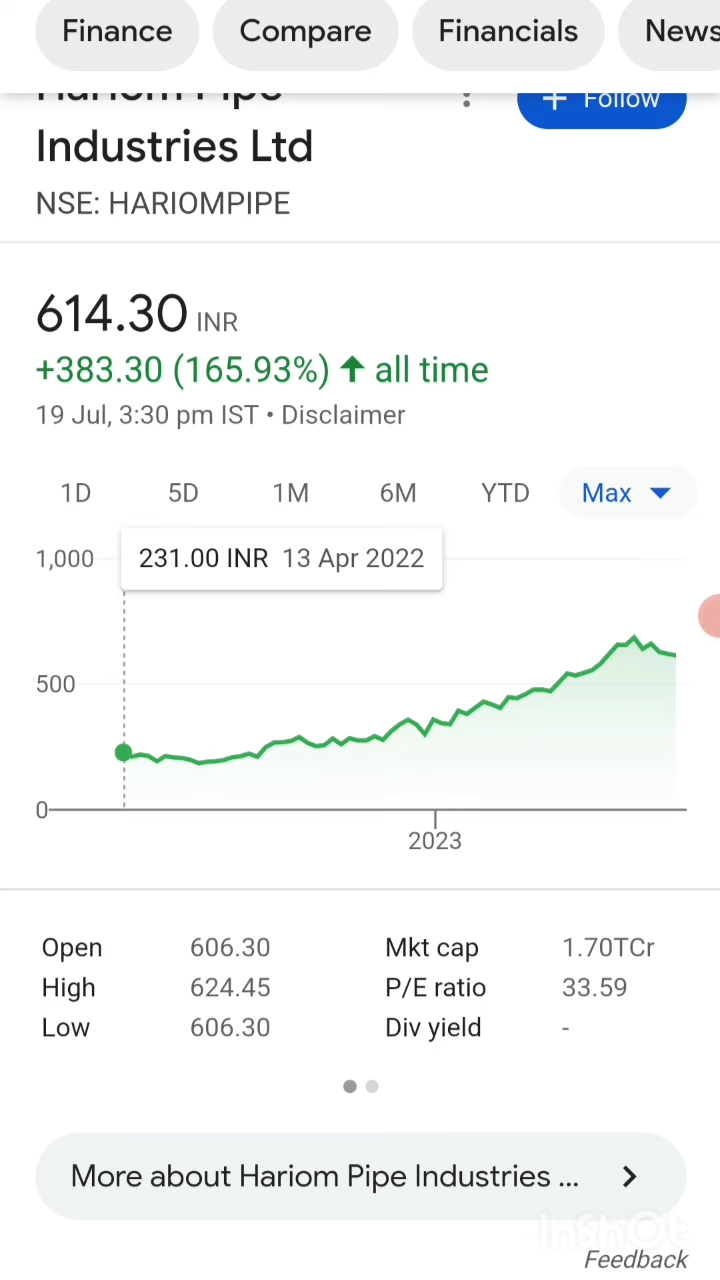 Finance Compare Financials News
Hariom Pipe
Industries Ltd
+ Follow
NSE: HARIOMPIPE
614.30 INR
+383.30 (165.93%) ↑ all time
19 Jul, 3:30 pm IST • Disclaimer
1D 5D 1M 6M YTD Max
1,000
231.00 INR 13 Apr 2022
500
0
2023
Open 606.30 Mkt cap 1.70TCr
High 624.45 P/E ratio 33.59
Low 606.30 Div yield -
More about Hariom Pipe Industries ...
InShOt
Feedback